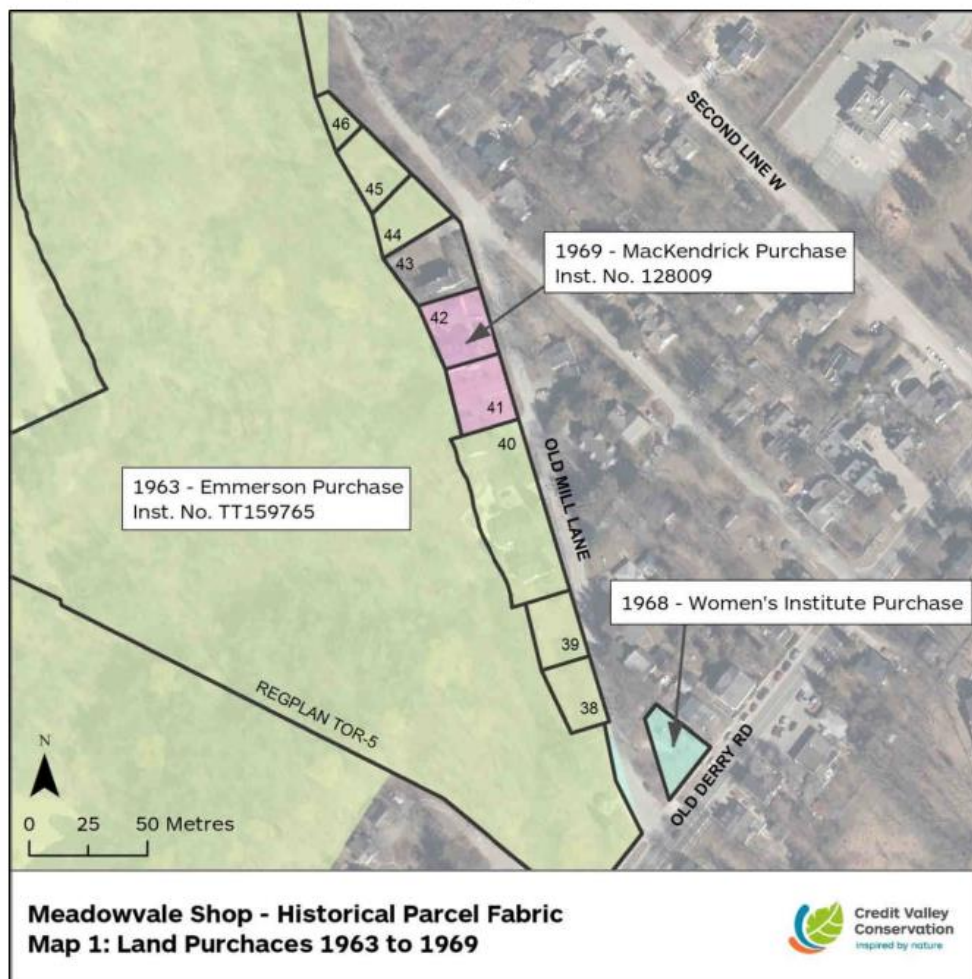 46
45
44
43
42
41
40
39
38
SECOND LINE W
1969 - MacKendrick Purchase
Inst. No. 128009
1963 - Emmerson Purchase
Inst. No. TT159765
OLD MILL LANE
1968 - Women's Institute Purchase
REGPLAN TOR-5
OLD DERRY RD
N
0 25 50 Metres
Meadowvale Shop - Historical Parcel Fabric
Map 1: Land Purchaces 1963 to 1969
Credit Valley
Conservation
inspired by nature